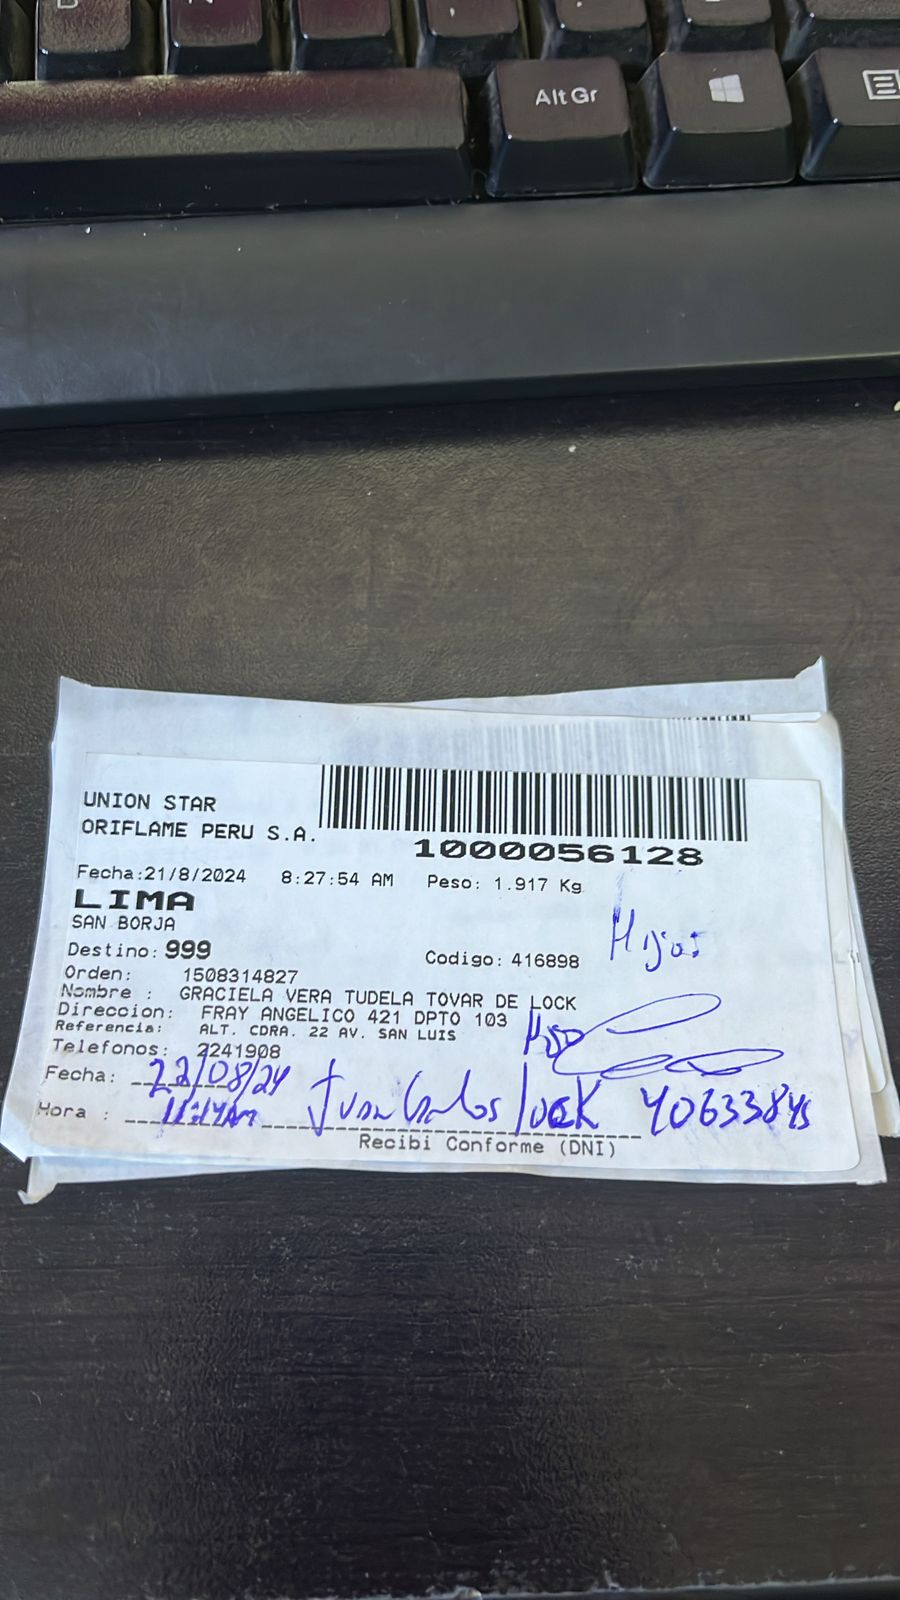 B N M
Alt Gr
UNION STAR
ORIFLAME PERU S.A.
1000056128
Fecha:21/8/2024 8:27:54 AM Peso: 1.917 Kg
LIMA
SAN BORJA
Destino: 999 Codigo: 416898
Orden: 1508314827
Nombre : GRACIELA VERA TUDELA TOVAR DE LOCK
Direccion: FRAY ANGELICO 421 DPTO 103
Referencia: ALT. CDRA. 22 AV. SAN LUIS
Telefonos: 2241908
Fecha: 22/08/24
Hora : 11:14AM Juan Carlos lock 40633845
Recibi Conforme (DNI)